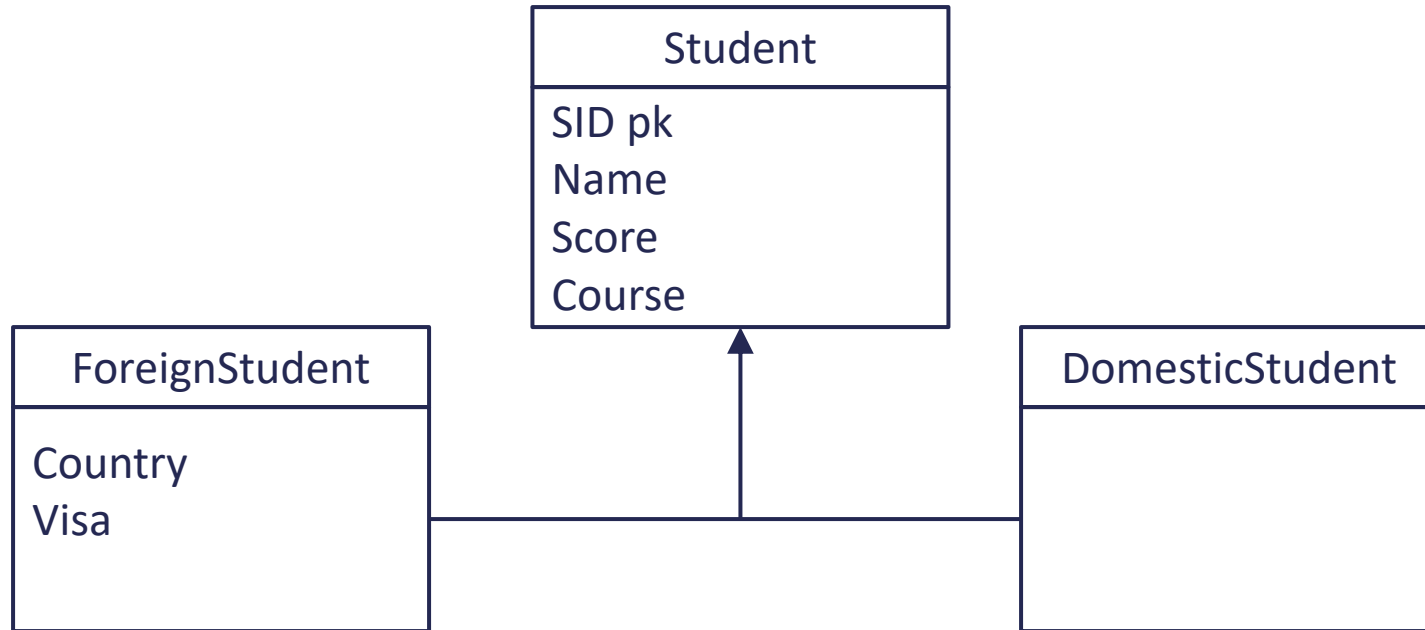 Student
SID pk
Name
Score
Course
ForeignStudent
Country
Visa
DomesticStudent